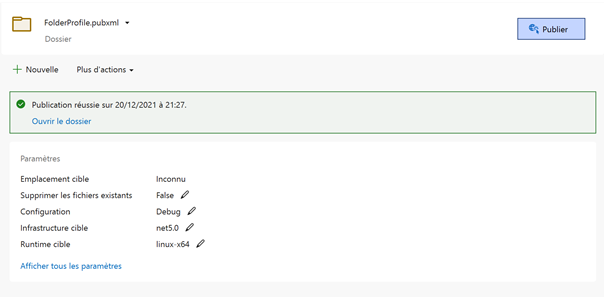 FolderProfile.pubxml
Dossier
Publier
Nouvelle Plus d'actions
Publication réussie sur 20/12/2021 à 21:27.
Ouvrir le dossier
Paramètres
Emplacement cible Inconnu
Supprimer les fichiers existants False
Configuration Debug
Infrastructure cible net5.0
Runtime cible linux-x64
Afficher tous les paramètres